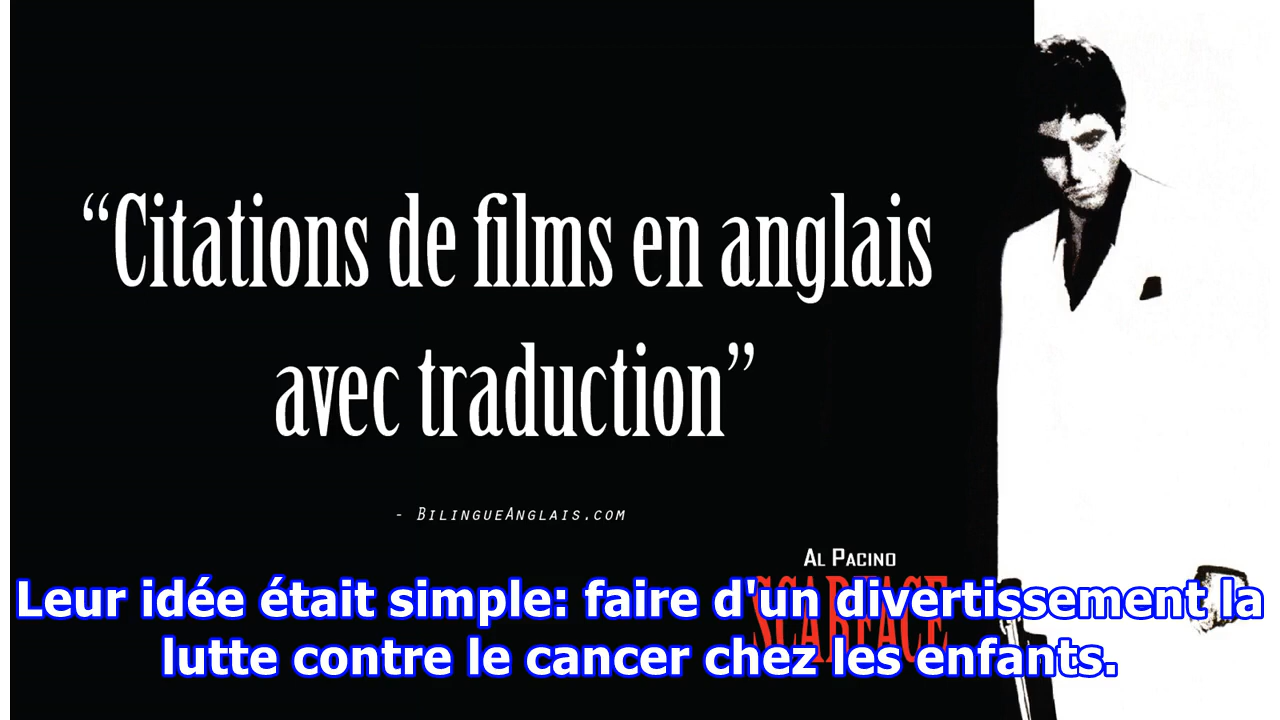 “Citations de films en anglais
avec traduction”
- BilingueAnglais.com
Al Pacino
SCARFACE
Leur idée était simple: faire d'un divertissement la
lutte contre le cancer chez les enfants.